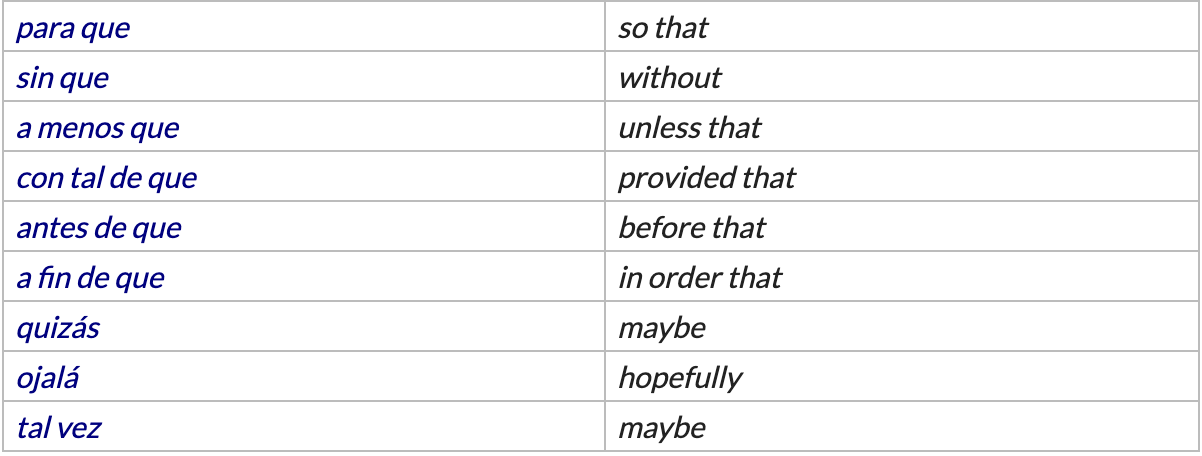 para que so that
sin que without
a menos que unless that
con tal de que provided that
antes de que before that
a fin de que in order that
quizás maybe
ojalá hopefully
tal vez maybe